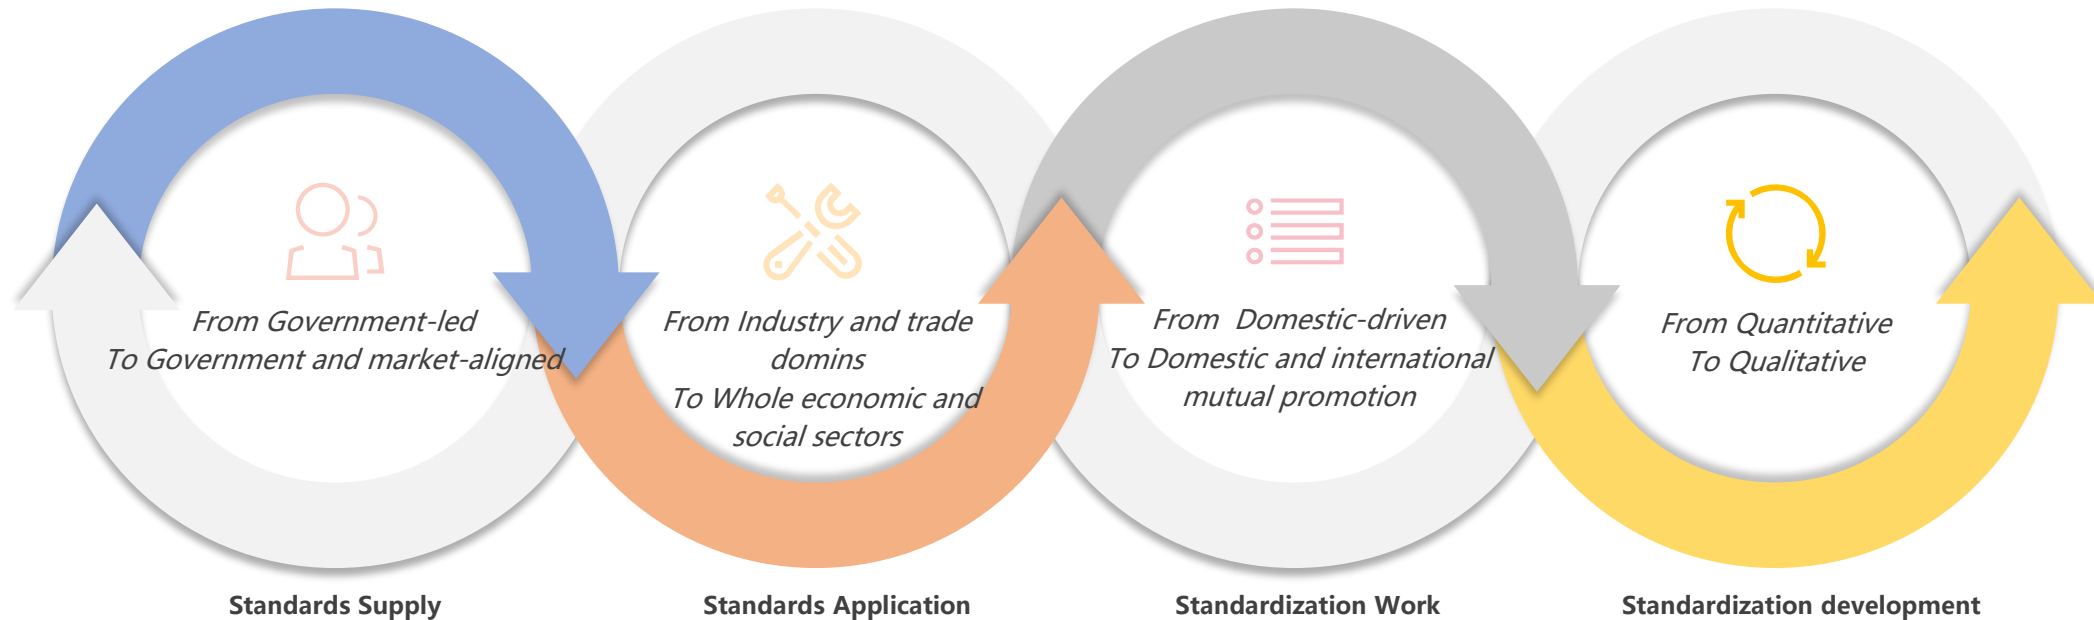 From Government-led
To Government and market-aligned
Standards Supply
From Industry and trade
domins
To Whole economic and
social sectors
Standards Application
From Domestic-driven
To Domestic and international
mutual promotion
Standardization Work
From Quantitative
To Qualitative
Standardization development